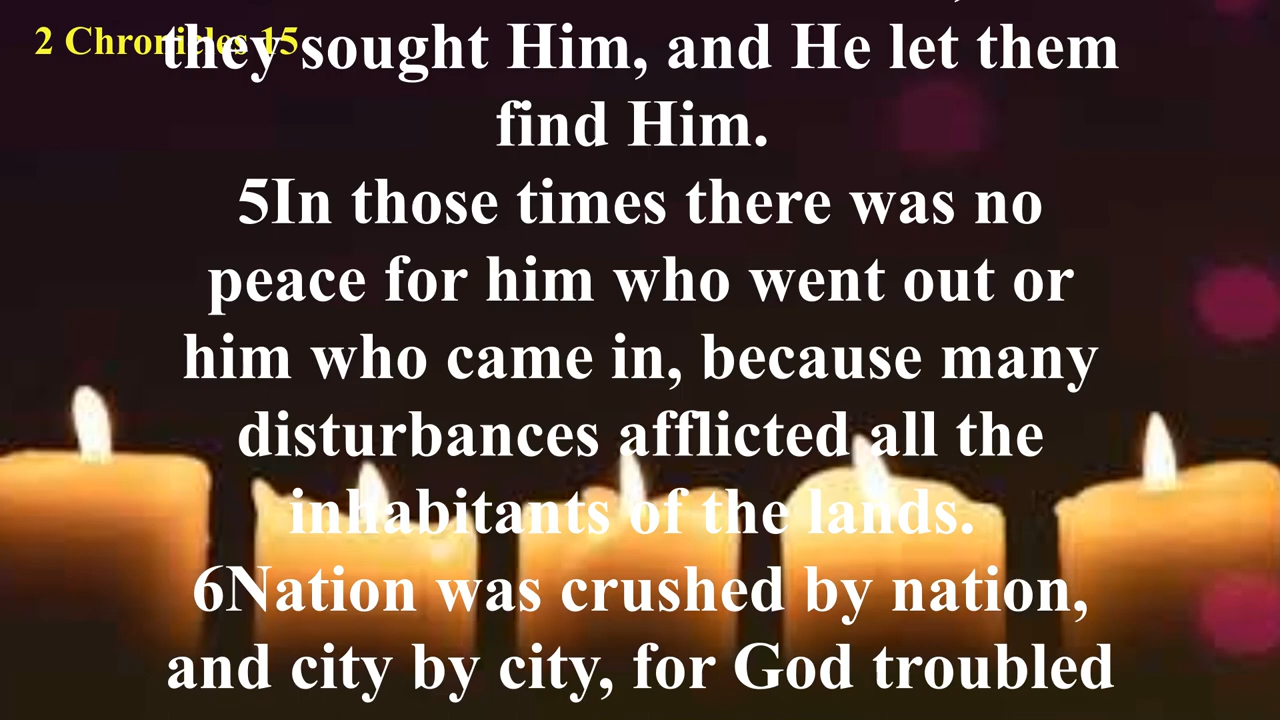 2 Chronicles 15
they sought Him, and He let them
find Him.
5In those times there was no
peace for him who went out or
him who came in, because many
disturbances afflicted all the
inhabitants of the lands.
6Nation was crushed by nation,
and city by city, for God troubled